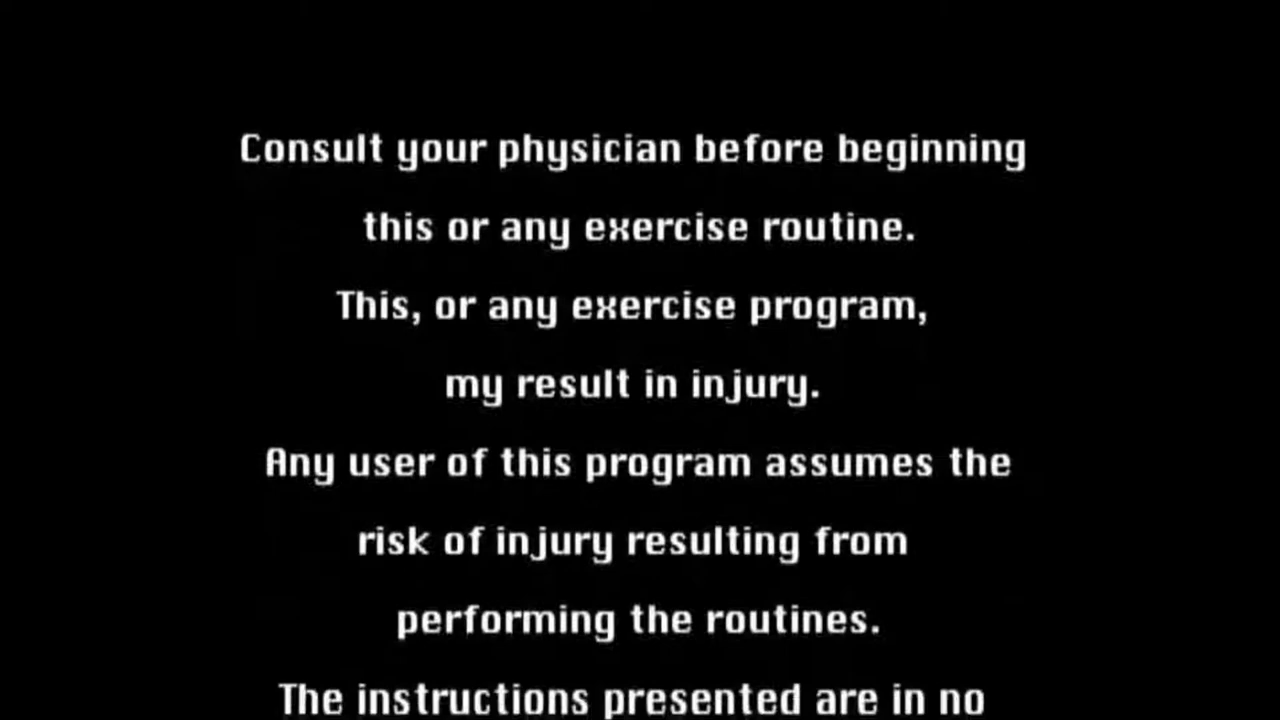 Consult your physician before beginning
this or any exercise routine.
This, or any exercise program,
my result in injury.
Any user of this program assumes the
risk of injury resulting from
performing the routines.
The instructions presented are in no